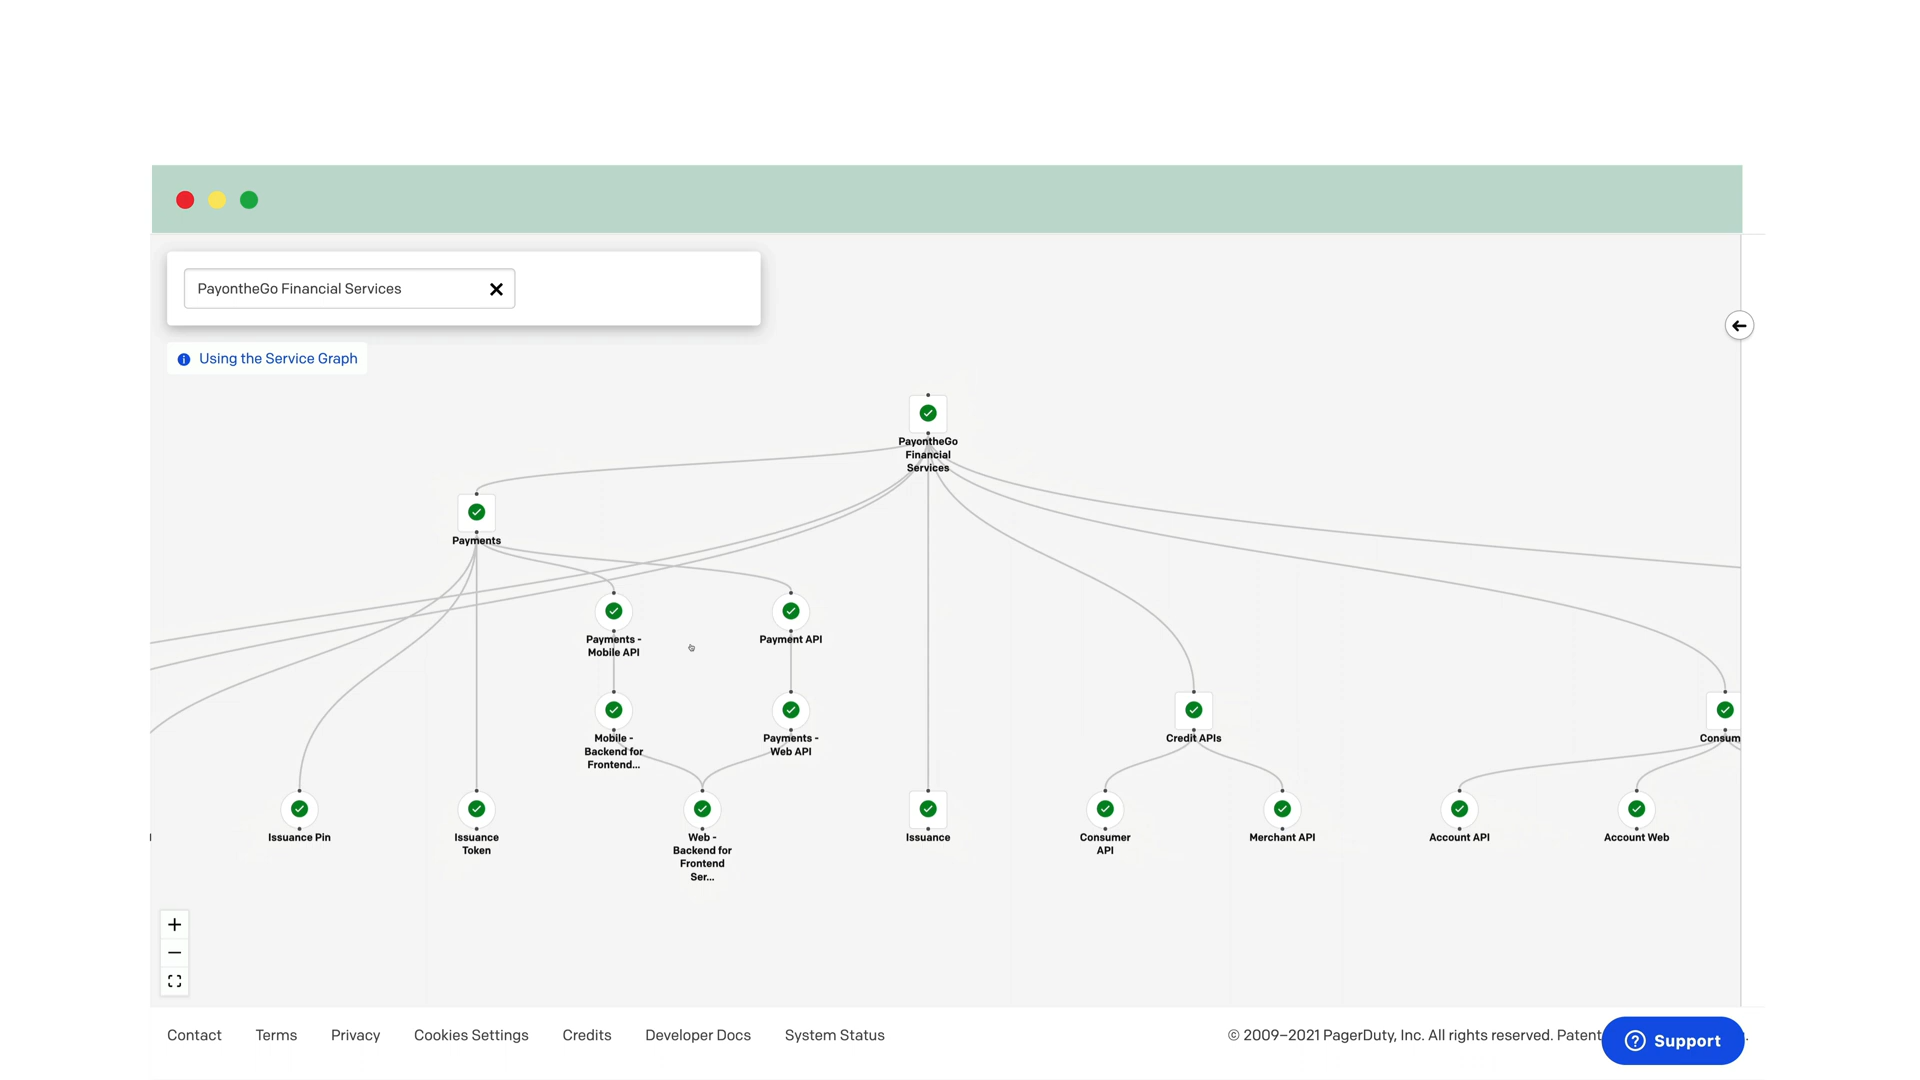 PayontheGo Financial Services
Using the Service Graph
PayontheGo
Financial
Services
Payments
Payments -
Mobile API
Payment API
Mobile -
Backend for
Frontend...
Payments -
Web API
Credit APIs
Consum
Issuance Pin
Issuance
Token
Web -
Backend for
Frontend
Ser...
Issuance
Consumer
API
Merchant API
Account API
Account Web
Contact
Terms
Privacy
Cookies Settings
Credits
Developer Docs
System Status
© 2009–2021 PagerDuty, Inc. All rights reserved. Patent
Support